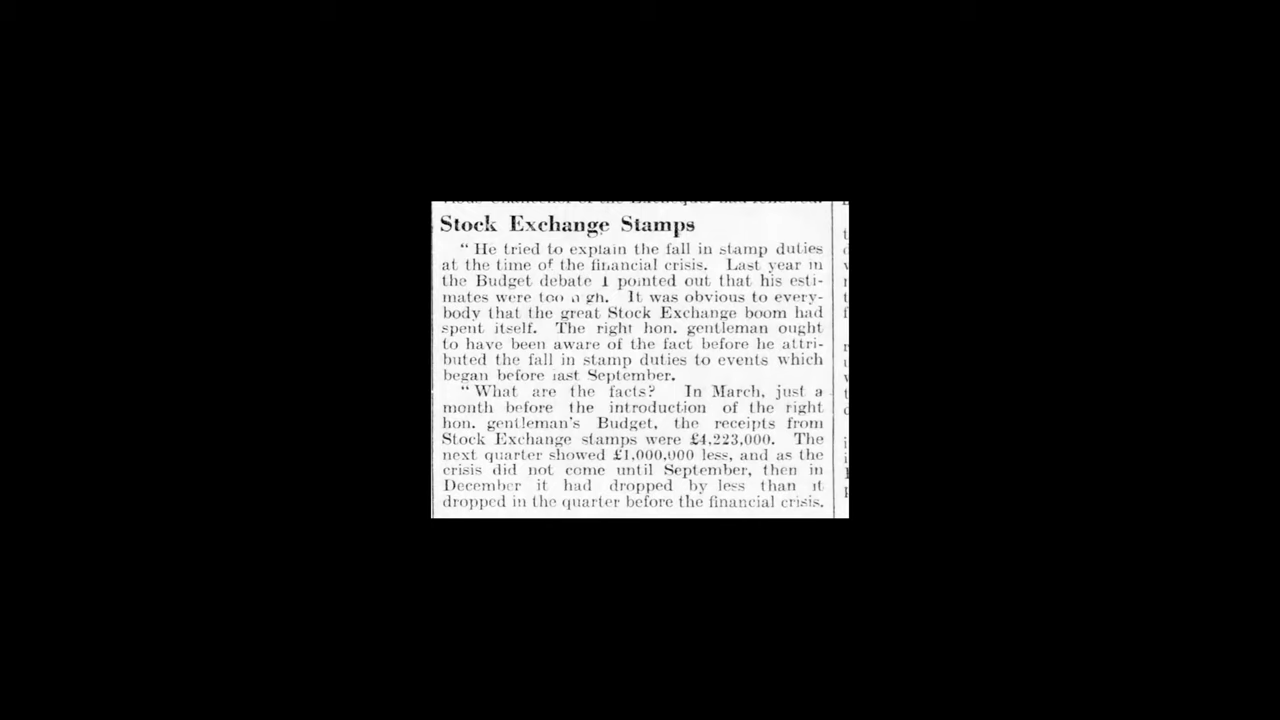 Stock Exchange Stamps
“ He tried to explain the fall in stamp duties
at the time of the financial crisis. Last year in
the Budget debate I pointed out that his esti-
mates were too
body that the great Stock Exchange boom had
spent itself. The right hon. gentleman ought
to have been aware of the fact before he attri-
buted the fall in stamp duties to events which
began before last September.
“ What are the facts? In March, just a
month before the introduction of the right
hon. gentleman's Budget, the receipts from
Stock Exchange stamps were £4,223,000. The
next quarter showed £1,000,000 less, and as the
crisis did not come until September, then in
December it had dropped by less than it
dropped in the quarter before the financial crisis.